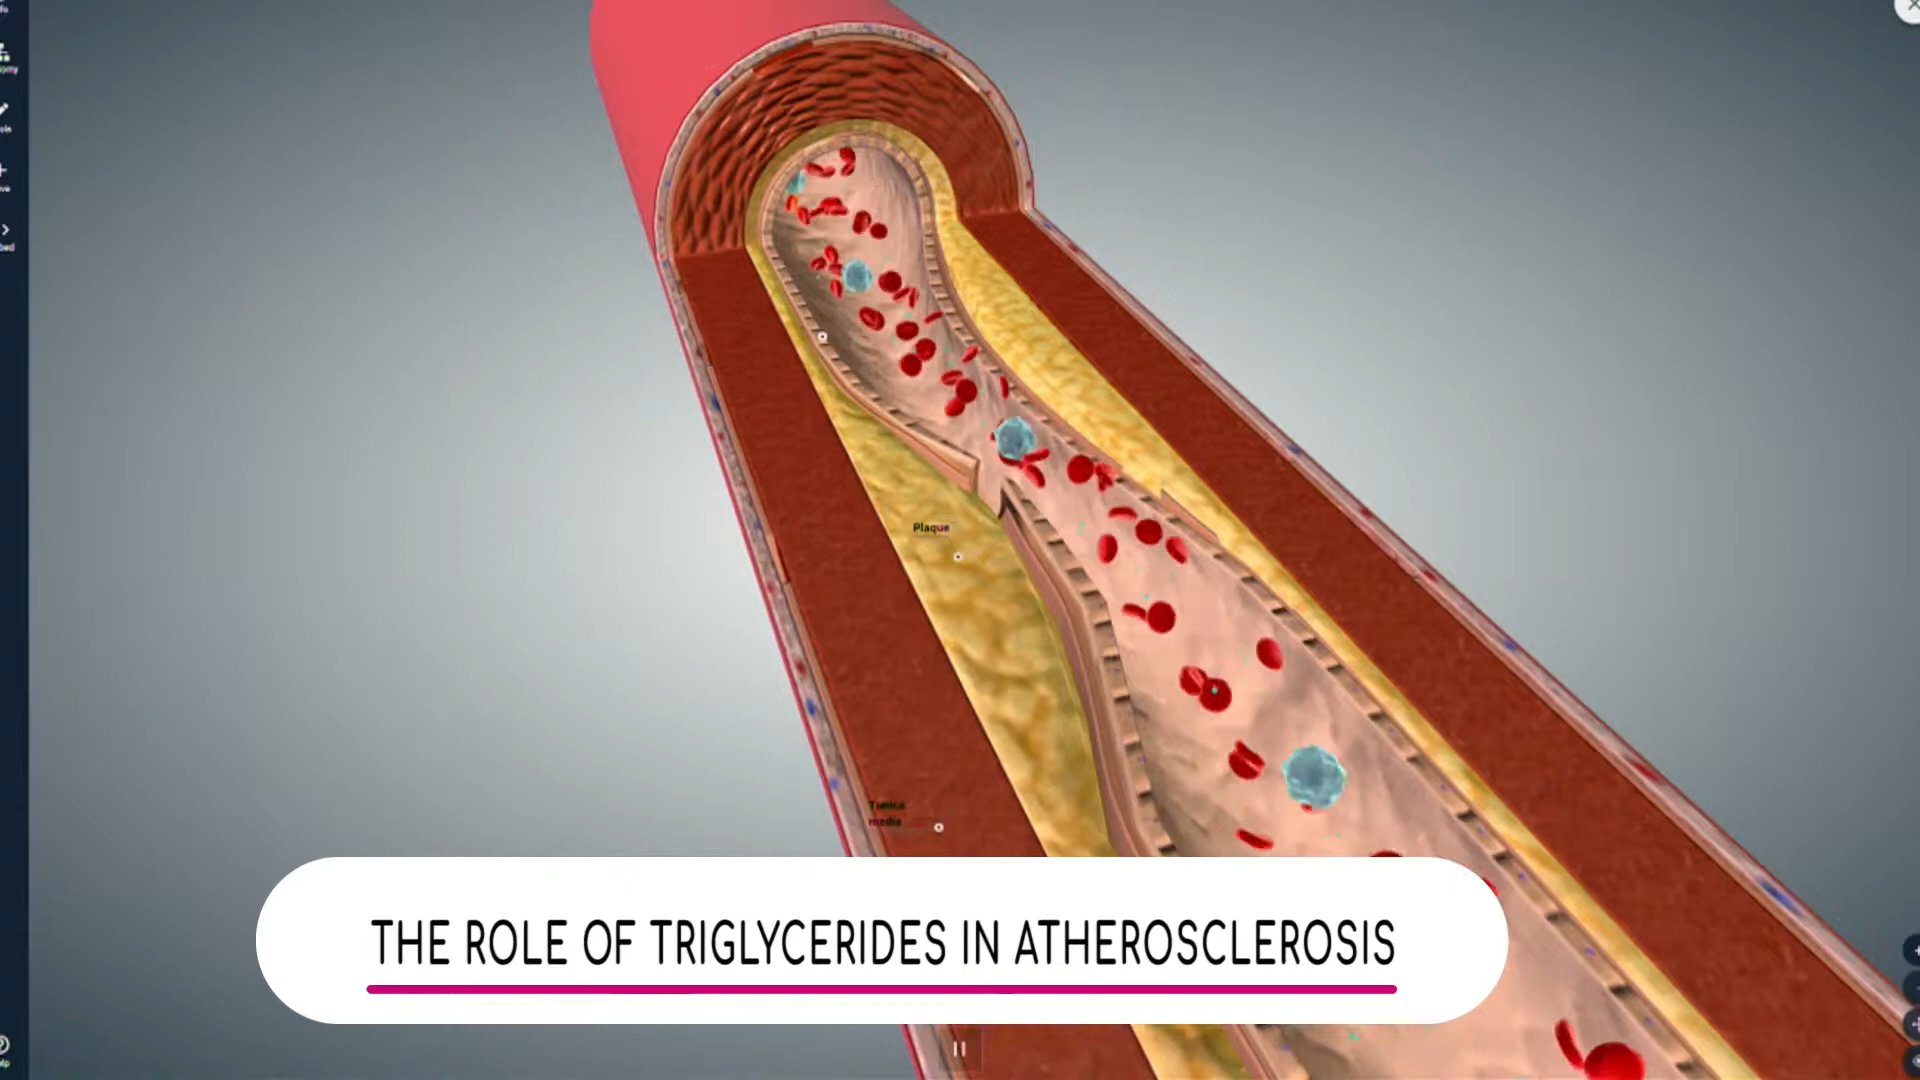 Plaque
Tunica
media
THE ROLE OF TRIGLYCERIDES IN ATHEROSCLEROSIS